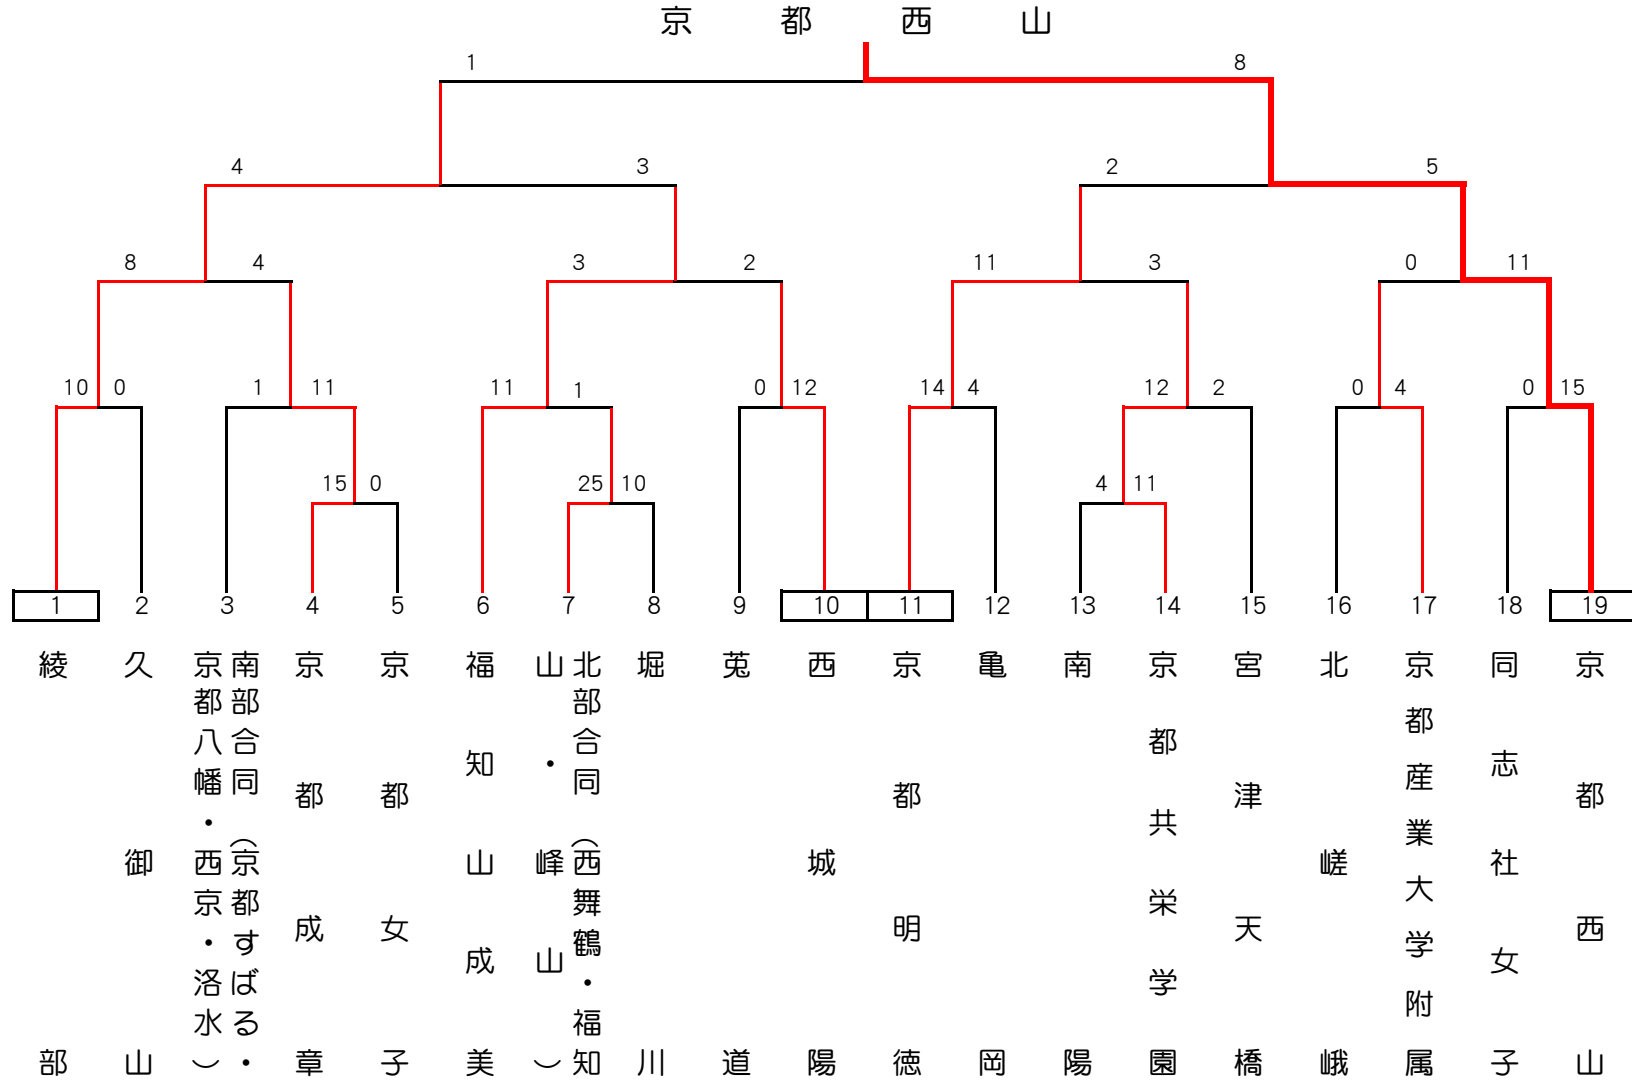 京都西山
1 8
4 3 2 5
8 4 3 2 11 3 0 11
10 0 1 11 11 1 0 12 14 4 12 2 0 4 0 15
15 0 25 10 4 11
1 2 3 4 5 6 7 8 9 10 11 12 13 14 15 16 17 18 19
綾部
久御山
南部合同(京都すばる・
京都八幡・西京・洛水)
京都成章
京都女子
福知山成美
北部合同(西舞鶴・福知
山・峰山)
堀川
莵道
西城陽
京都明徳
亀岡
南陽
京都共栄学園
宮津天橋
北嵯峨
京都産業大学附属
同志社女子
京都西山